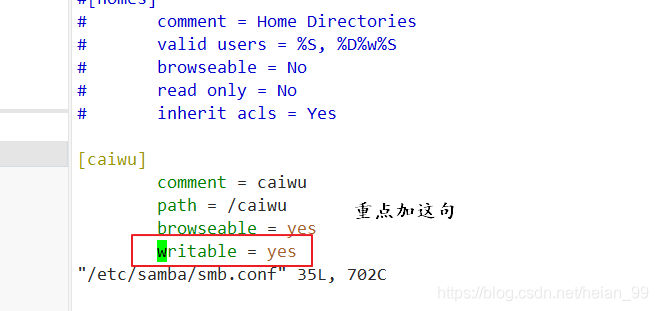 #[homes]
#       comment = Home Directories
#       valid users = %S, %D%w%S
#       browseable = No
#       read only = No
#       inherit acls = Yes
[caiwu]
        comment = caiwu
        path = /caiwu
重点加这句
        browseable = yes
        writable = yes
"/etc/samba/smb.conf" 35L, 702C
https://blog.csdn.net/heian_99